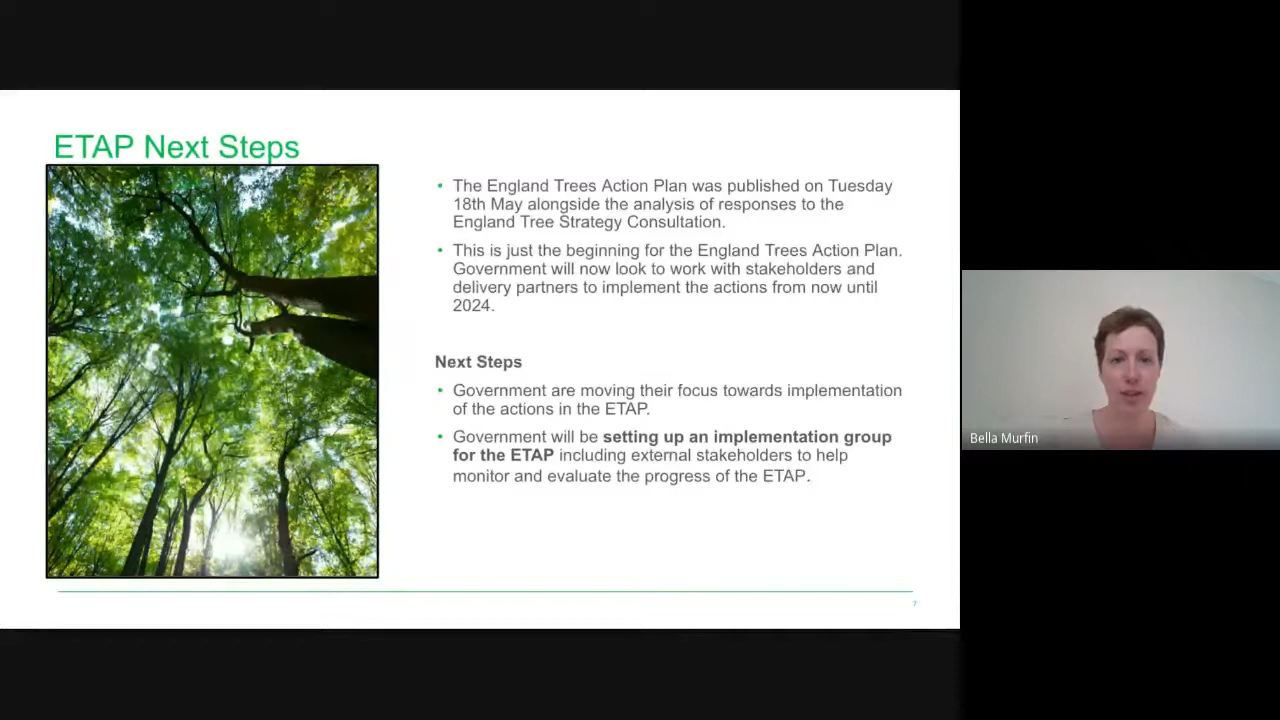 ETAP Next Steps
• The England Trees Action Plan was published on Tuesday
18th May alongside the analysis of responses to the
England Tree Strategy Consultation.
• This is just the beginning for the England Trees Action Plan.
Government will now look to work with stakeholders and
delivery partners to implement the actions from now until
2024.
Next Steps
• Government are moving their focus towards implementation
of the actions in the ETAP.
• Government will be setting up an implementation group
for the ETAP including external stakeholders to help
monitor and evaluate the progress of the ETAP.
7
Bella Murfin